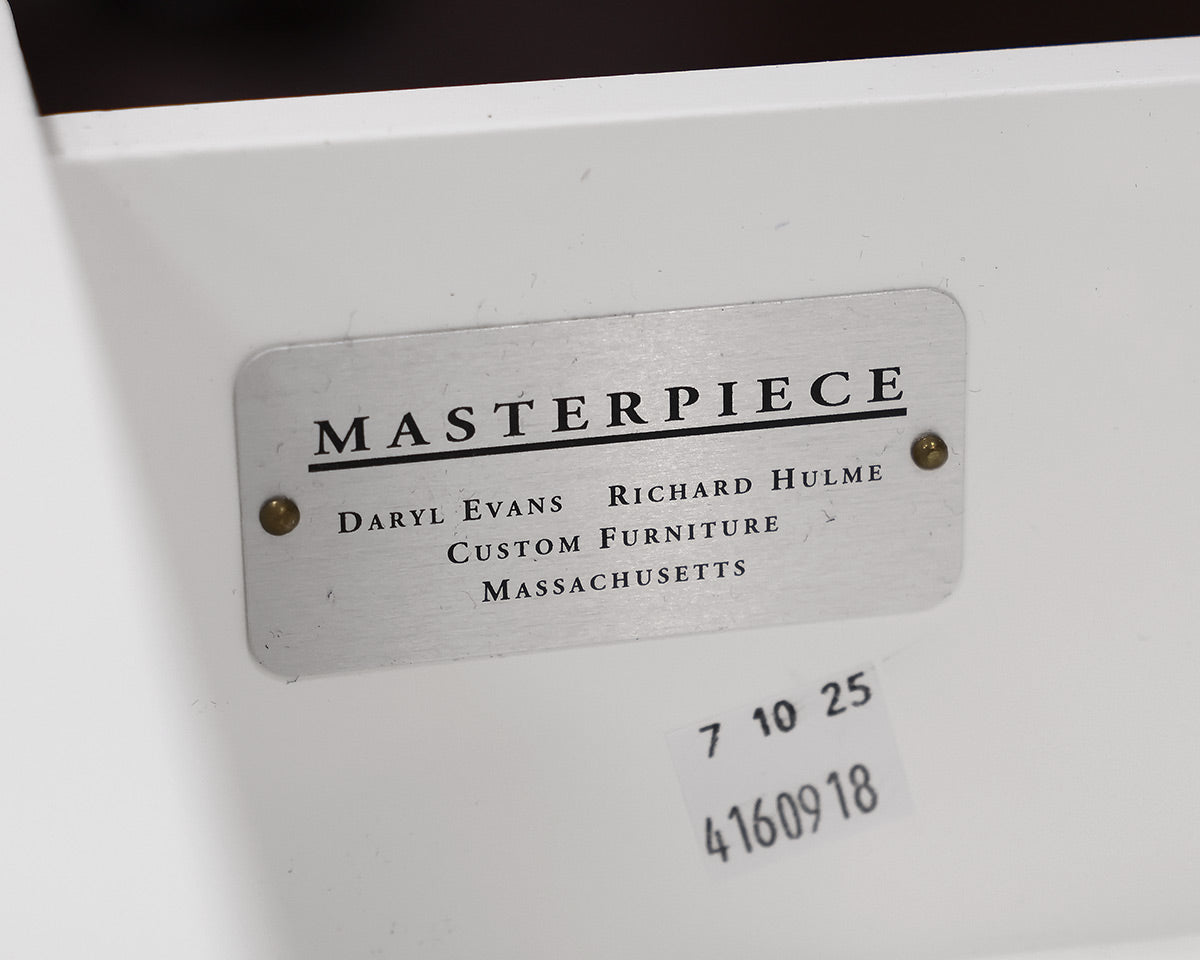 MASTERPIECE
DARYL EVANS RICHARD HULME
CUSTOM FURNITURE
MASSACHUSETTS
7 10 25
4160918